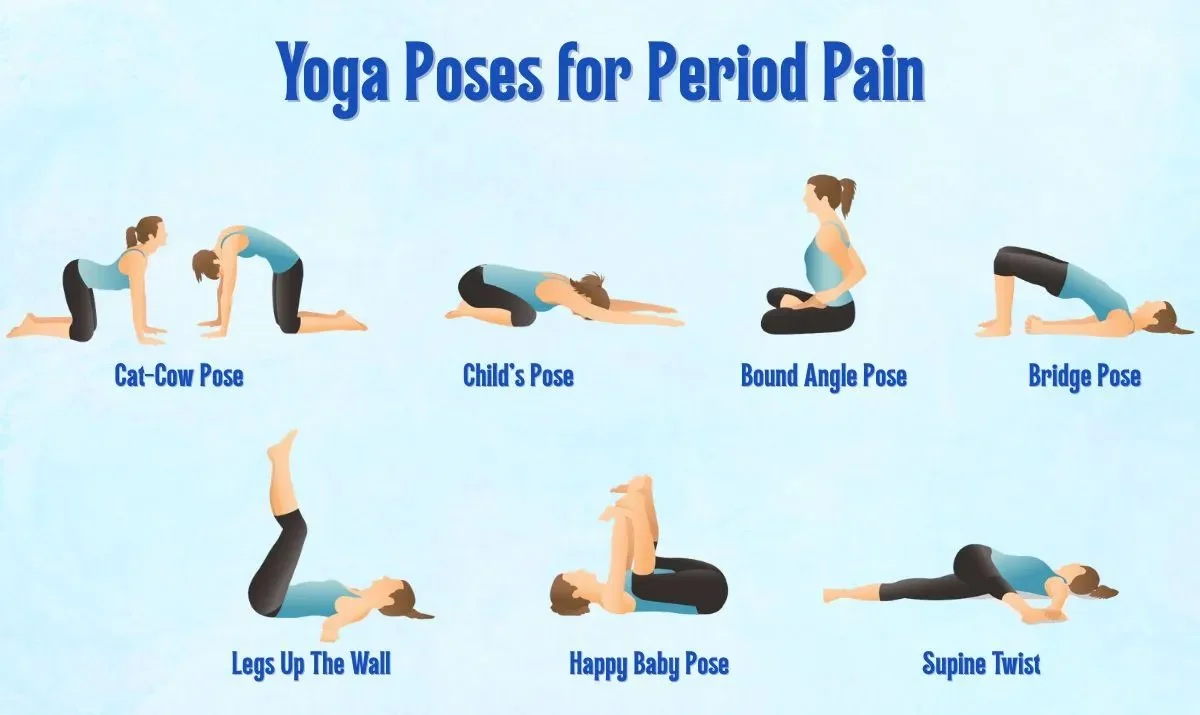 Yoga Poses for Period Pain
Cat-Cow Pose
Child's Pose
Bound Angle Pose
Bridge Pose
Legs Up The Wall
Happy Baby Pose
Supine Twist